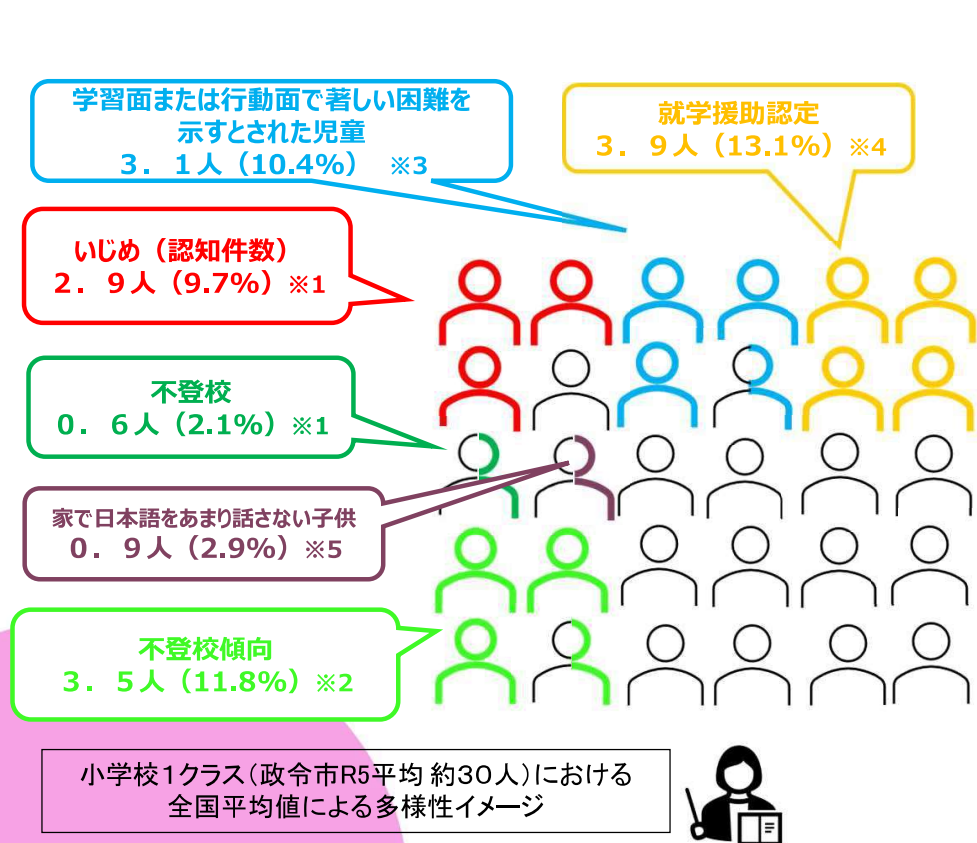 学習面または行動面で著しい困難を
示すとされた児童
3．1人（10.4%） ※3
就学援助認定
3．9人（13.1%）※4
いじめ（認知件数）
2．9人（9.7%）※1
不登校
0．6人（2.1%）※1
家で日本語をあまり話さない子供
0．9人（2.9%）※5
不登校傾向
3．5人（11.8%）※2
小学校１クラス（政令市R5平均 約３０人）における
全国平均値による多様性イメージ